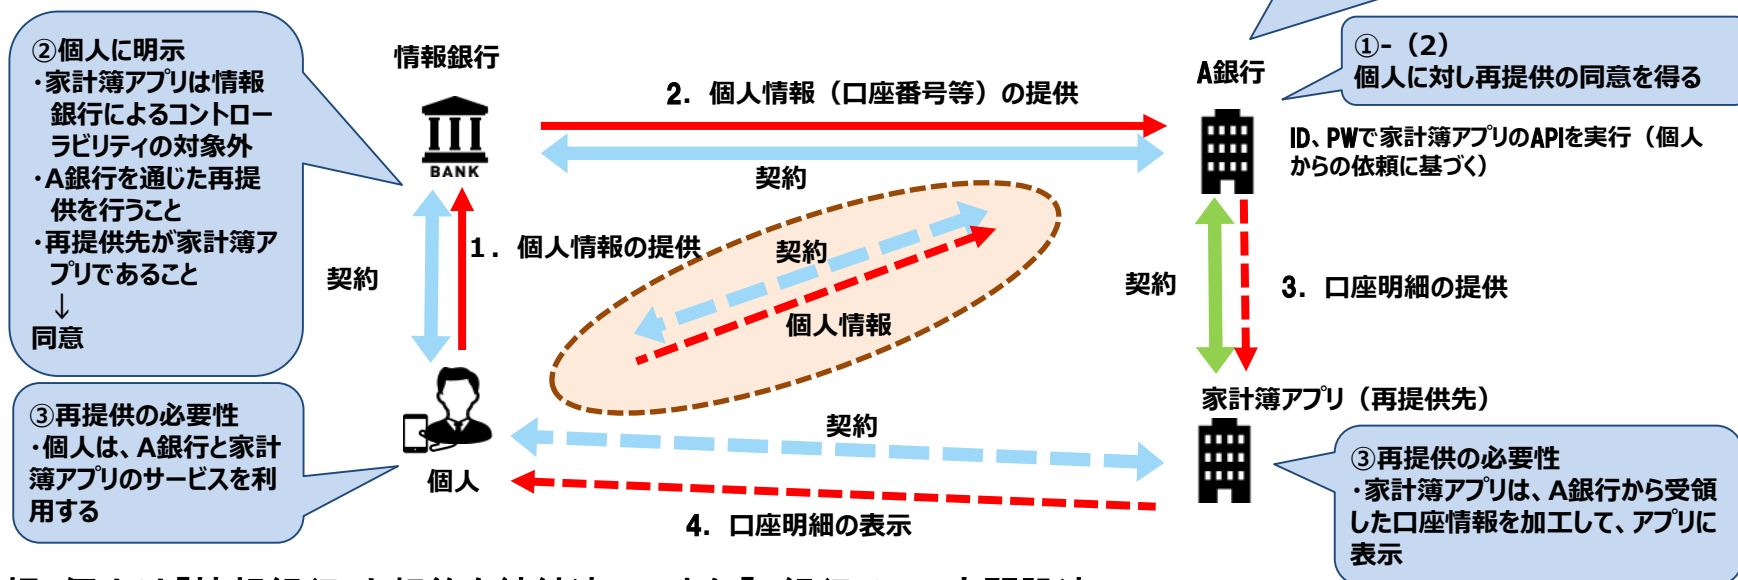 ②個人に明示
・家計簿アプリは情報
銀行によるコントロー
ラビリティの対象外
・A銀行を通じた再提
供を行うこと
・再提供先が家計簿ア
プリであること
↓
同意
情報銀行
BANK
2. 個人情報（口座番号等）の提供
契約
A銀行
①-（2）
個人に対し再提供の同意を得る
ID、PWで家計簿アプリのAPIを実行（個人
からの依頼に基づく）
契約
1. 個人情報の提供
契約
個人情報
契約
3. 口座明細の提供
③再提供の必要性
・個人は、A銀行と家計
簿アプリのサービスを利
用する
個人
契約
4. 口座明細の表示
家計簿アプリ（再提供先）
③再提供の必要性
・家計簿アプリは、A銀行から受領
した口座情報を加工して、アプリに
表示